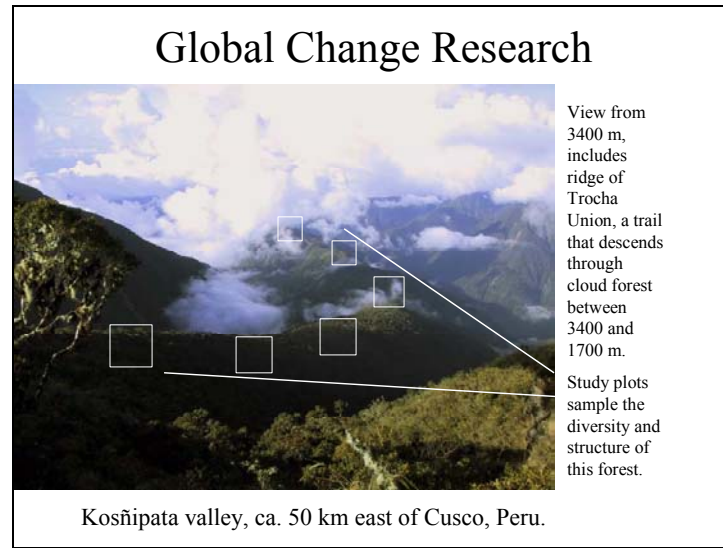 Global Change Research
View from
3400 m,
includes
ridge of
Trocha
Union, a trail
that descends
through
cloud forest
between
3400 and
1700 m.
Study plots
sample the
diversity and
structure of
this forest.
Kosñipata valley, ca. 50 km east of Cusco, Peru.